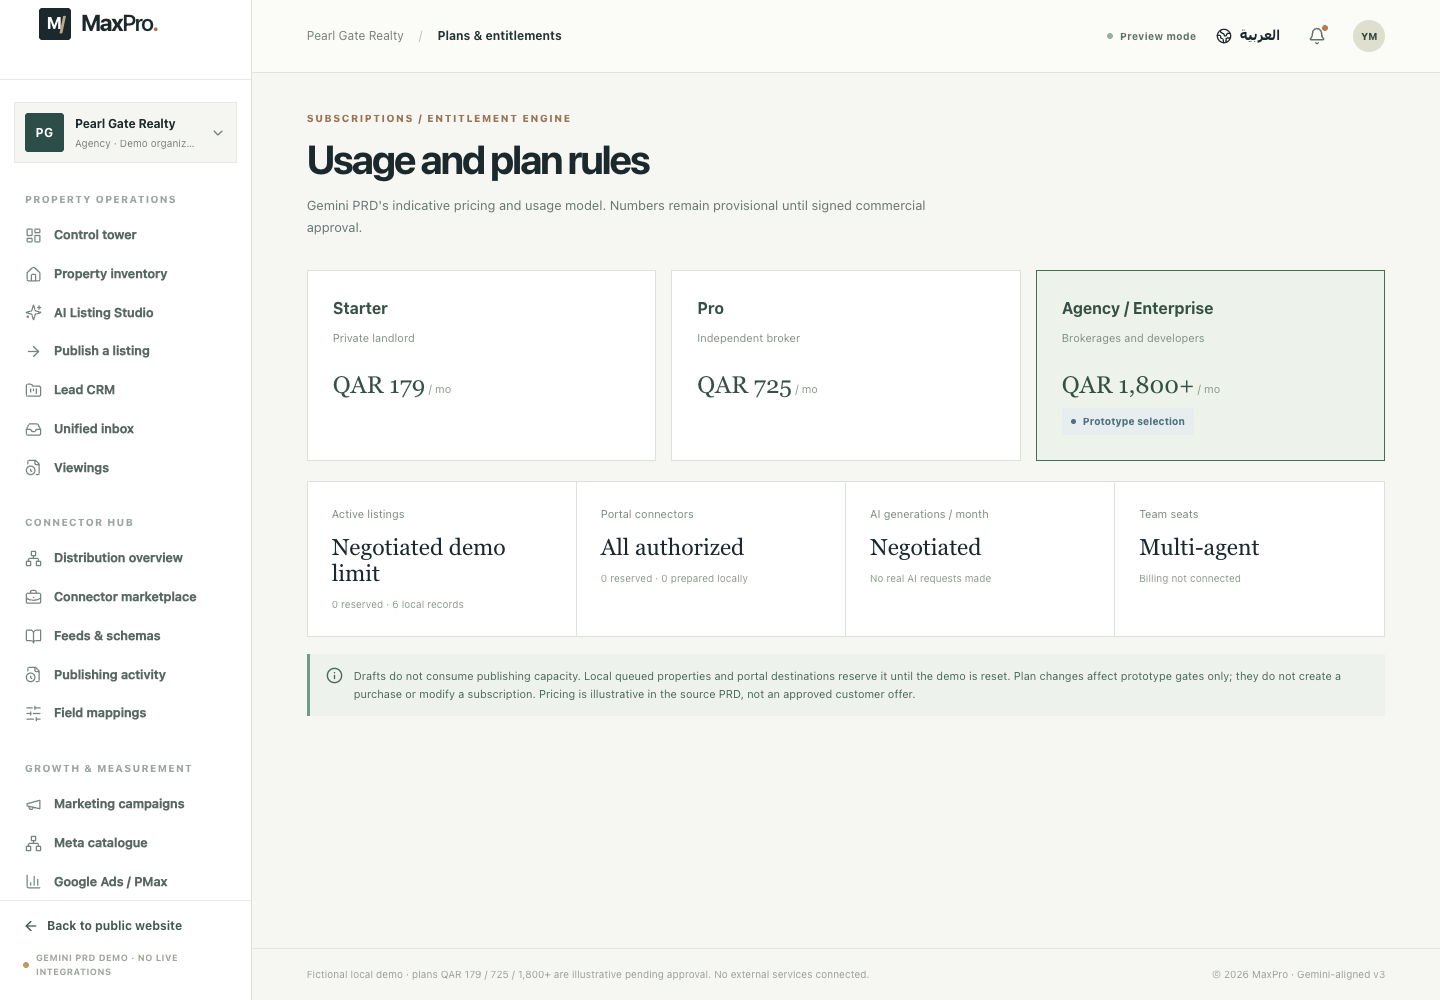 M/ MaxPro.
PG
Pearl Gate Realty
Agency · Demo organiz...
PROPERTY OPERATIONS
Control tower
Property inventory
AI Listing Studio
Publish a listing
Lead CRM
Unified inbox
Viewings
CONNECTOR HUB
Distribution overview
Connector marketplace
Feeds & schemas
Publishing activity
Field mappings
GROWTH & MEASUREMENT
Marketing campaigns
Meta catalogue
Google Ads / PMax
Back to public website
GEMINI PRD DEMO · NO LIVE
INTEGRATIONS
Pearl Gate Realty / Plans & entitlements
Preview mode
العربية
YM
SUBSCRIPTIONS / ENTITLEMENT ENGINE
Usage and plan rules
Gemini PRD's indicative pricing and usage model. Numbers remain provisional until signed commercial
approval.
Starter
Private landlord
QAR 179 / mo
Pro
Independent broker
QAR 725 / mo
Agency / Enterprise
Brokerages and developers
QAR 1,800+ / mo
Prototype selection
Active listings
Negotiated demo
limit
0 reserved · 6 local records
Portal connectors
All authorized
0 reserved · 0 prepared locally
AI generations / month
Negotiated
No real AI requests made
Team seats
Multi-agent
Billing not connected
Drafts do not consume publishing capacity. Local queued properties and portal destinations reserve it until the demo is reset. Plan changes affect prototype gates only; they do not create a
purchase or modify a subscription. Pricing is illustrative in the source PRD, not an approved customer offer.
Fictional local demo · plans QAR 179 / 725 / 1,800+ are illustrative pending approval. No external services connected.
© 2026 MaxPro · Gemini-aligned v3